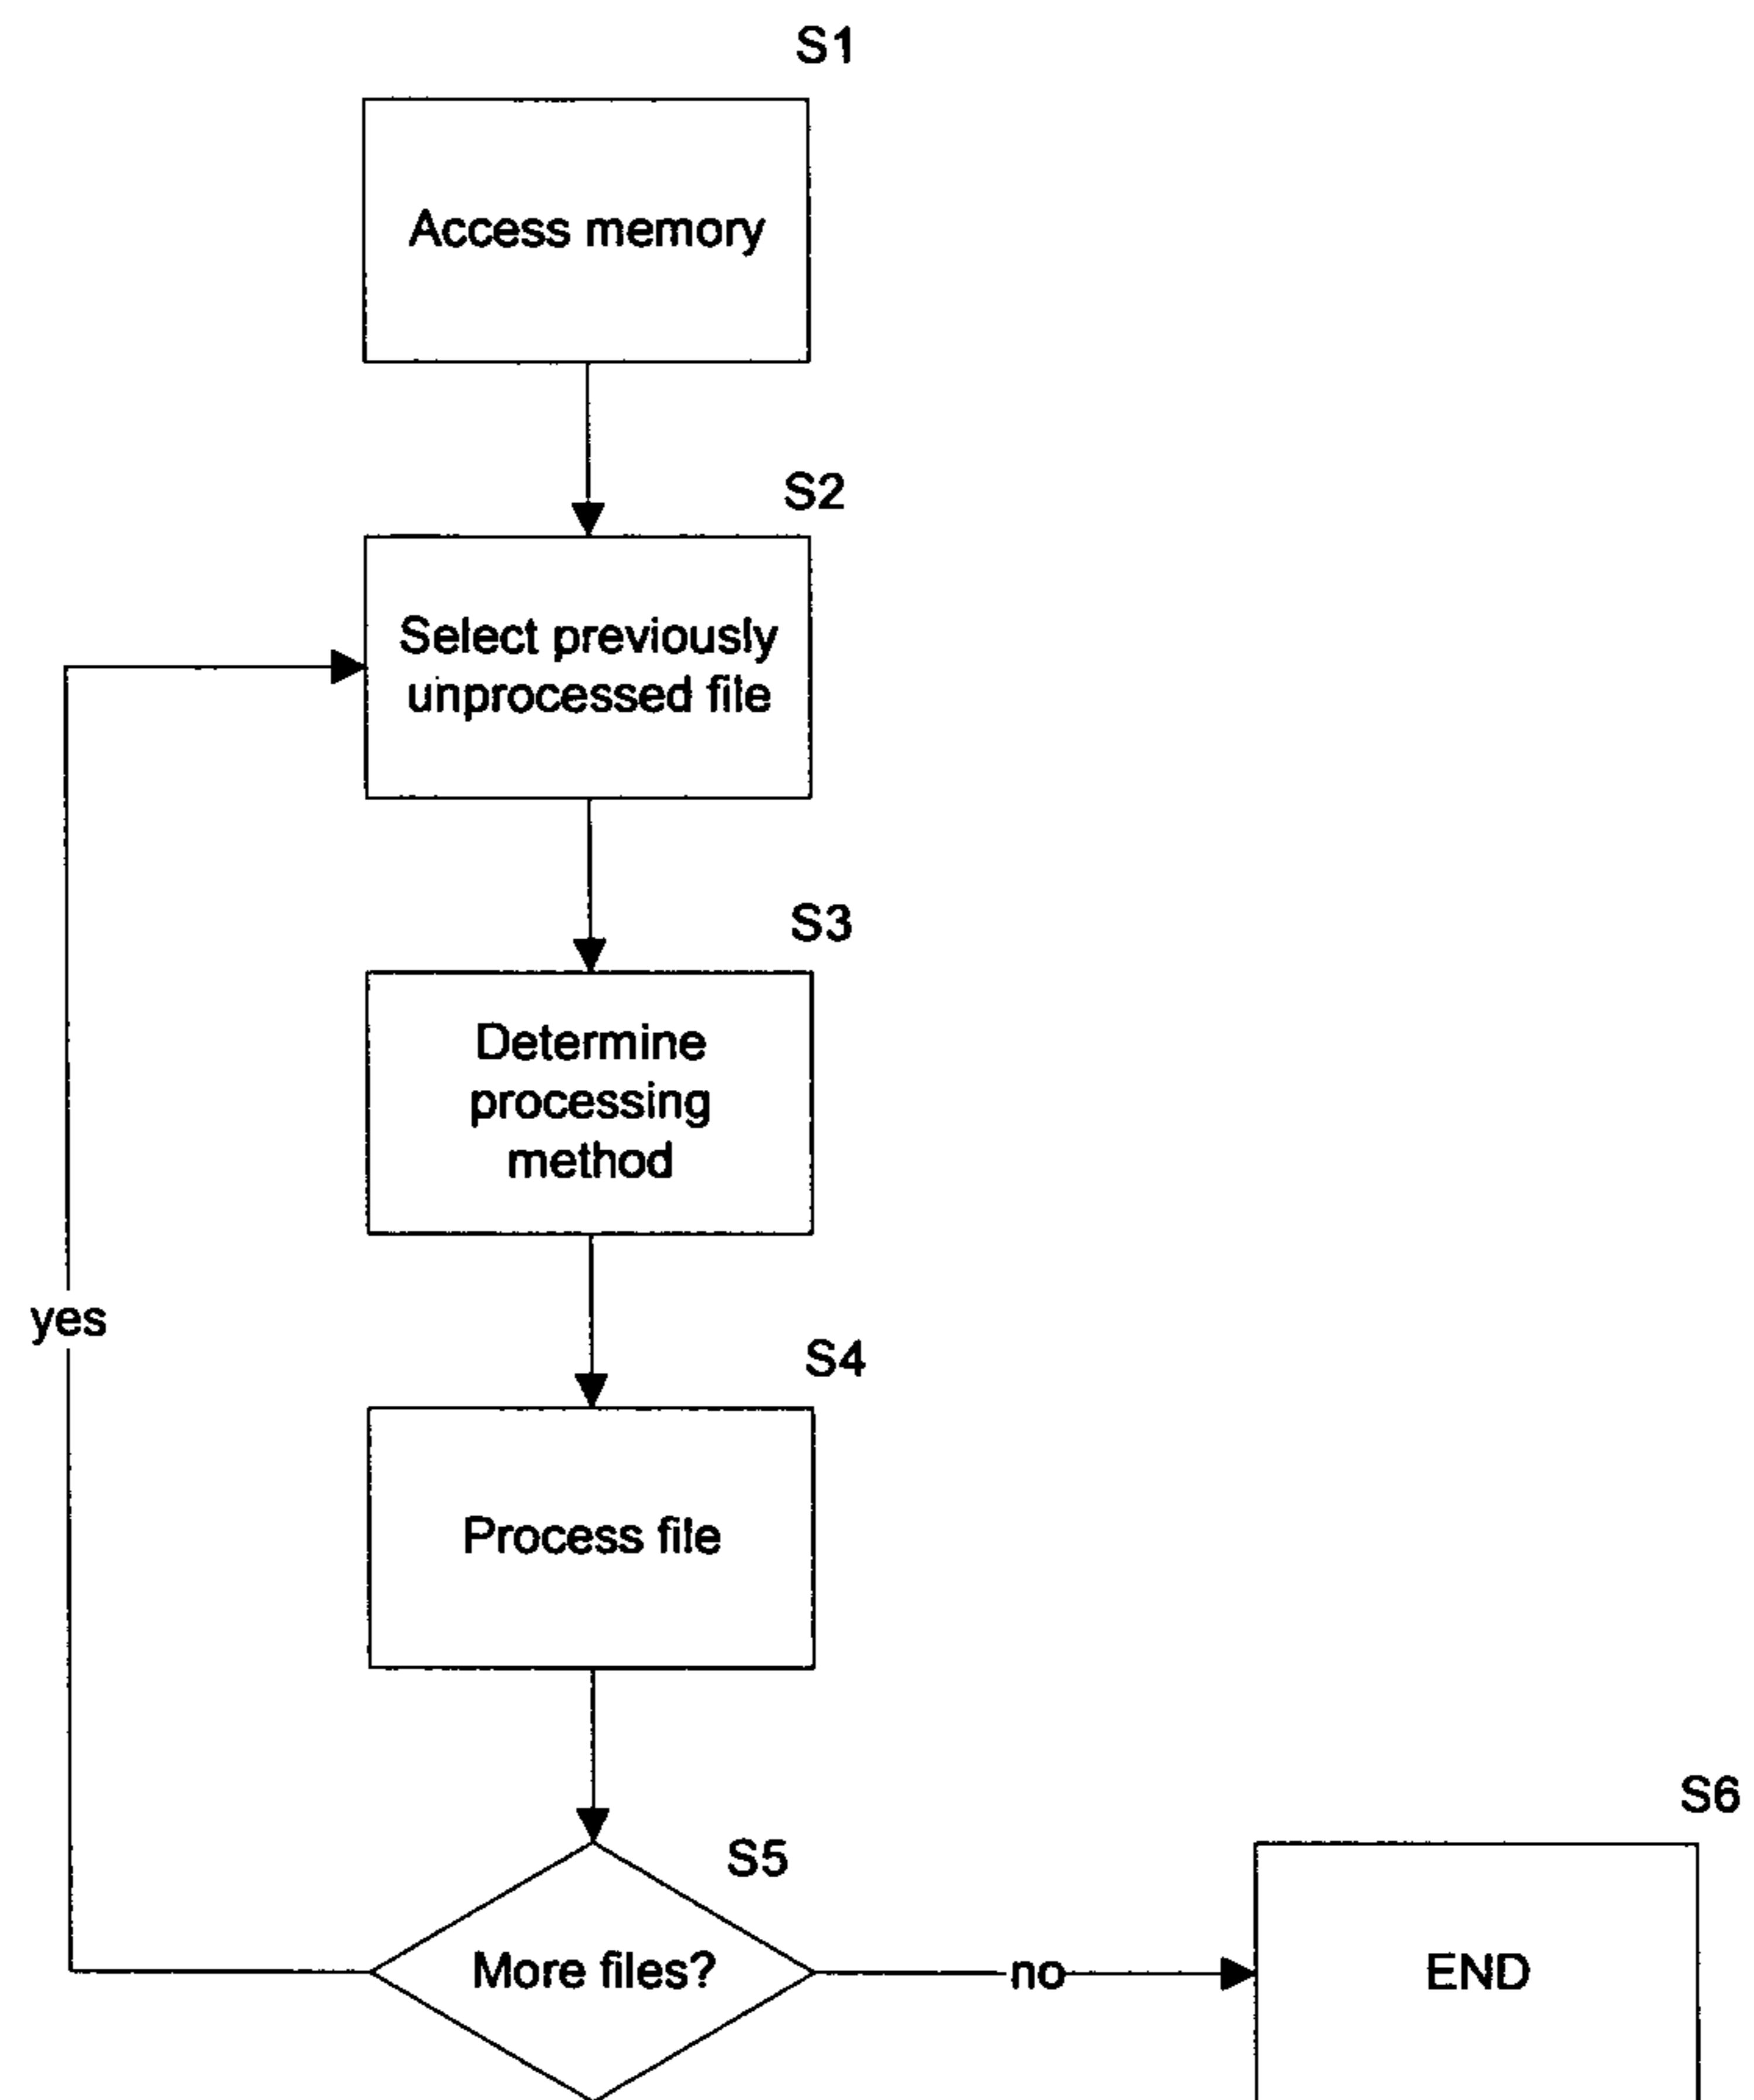 S1
Access memory
S2
Select previously
unprocessed file
S3
Determine
processing
method
yes
S4
Process file
S6
S5
More files?
no
END